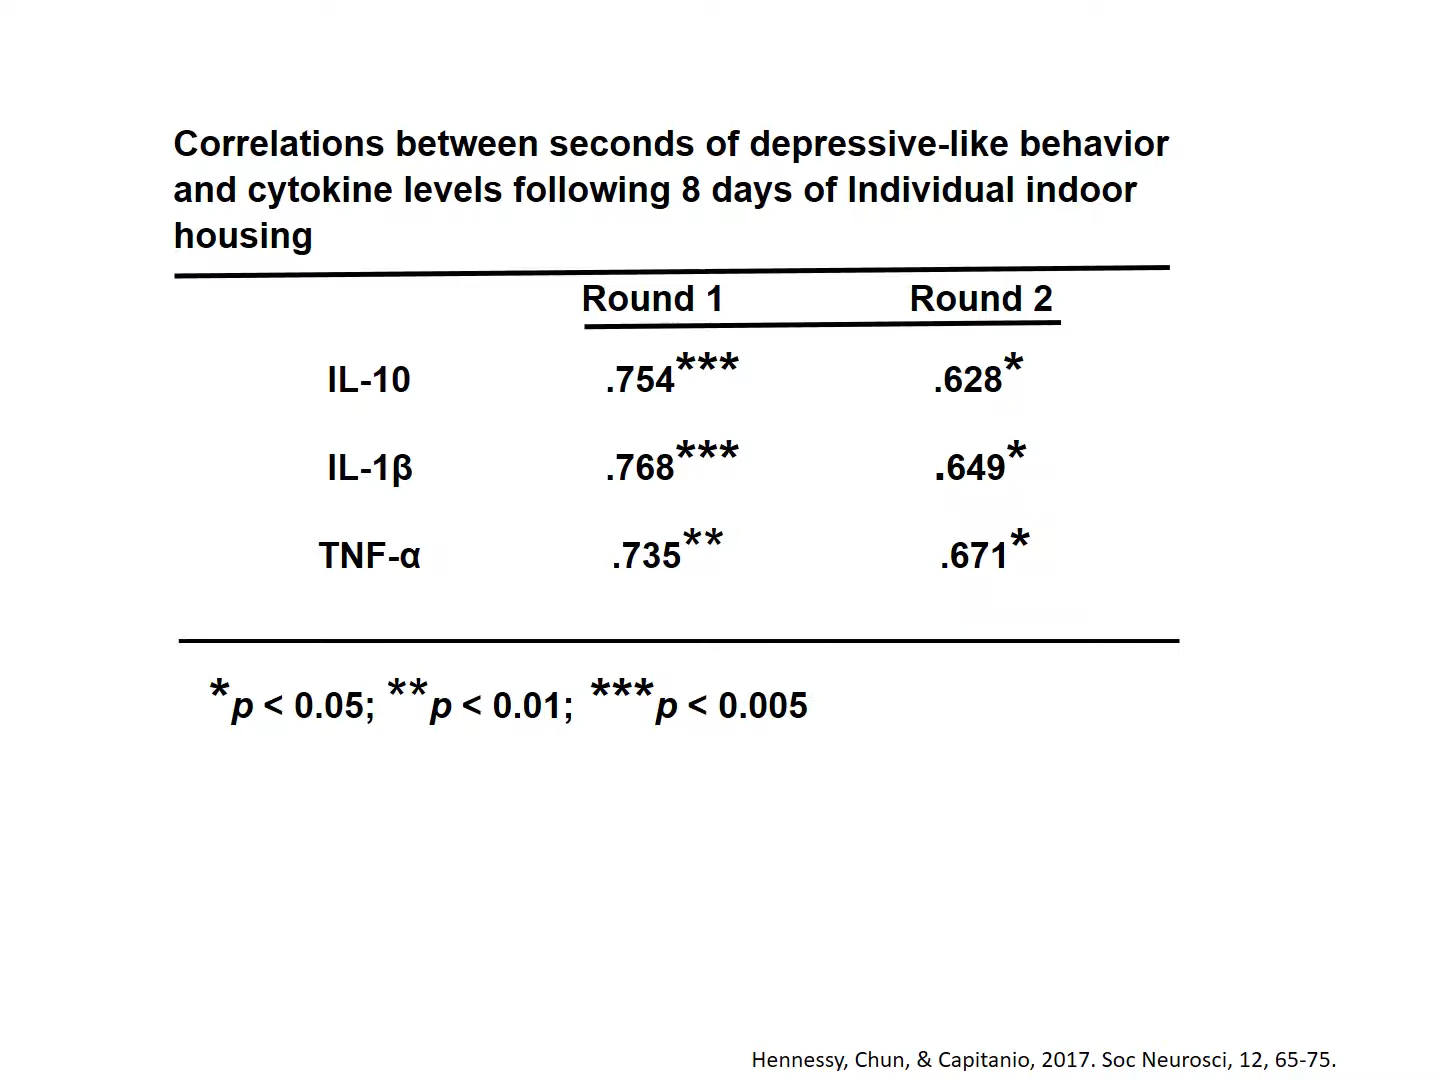 Correlations between seconds of depressive-like behavior
and cytokine levels following 8 days of Individual indoor
housing
Round 1 Round 2
IL-10 .754*** .628*
IL-1β .768*** .649*
TNF-α .735** .671*
*p < 0.05; **p < 0.01; ***p < 0.005
Hennessy, Chun, & Capitanio, 2017. Soc Neurosci, 12, 65-75.